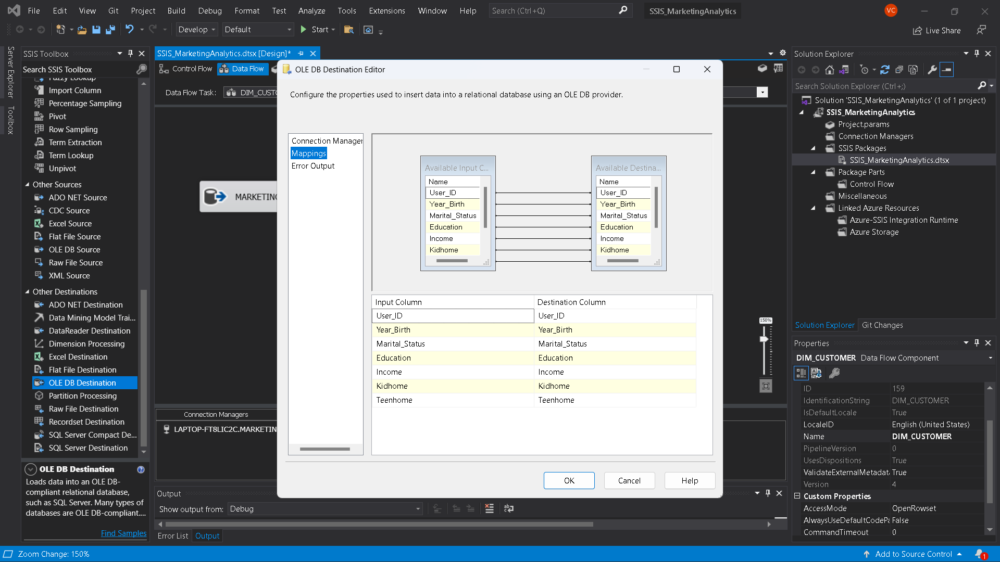 File Edit View Git Project Build Debug Format Test Analyze Tools Extensions Window Help Search (Ctrl+Q) SSIS_MarketingAnalytics VC
Develop Default Start Live Share
Server Explorer
Toolbox
SSIS Toolbox
Search SSIS Toolbox
Fuzzy Lookup
Import Column
Percentage Sampling
Pivot
Row Sampling
Term Extraction
Term Lookup
Unpivot
Other Sources
ADO NET Source
CDC Source
Excel Source
Flat File Source
OLE DB Source
Raw File Source
XML Source
Other Destinations
ADO NET Destination
Data Mining Model Trai...
DataReader Destination
Dimension Processing
Excel Destination
Flat File Destination
OLE DB Destination
Partition Processing
Raw File Destination
Recordset Destination
SQL Server Compact De...
SQL Server Destination
OLE DB Destination
Loads data into an OLE DB-
compliant relational database,
such as SQL Server. Many types of
databases are OLE DB-compliant....
Find Samples
SSIS_MarketingAnalytics.dtsx [Design]*
Control Flow Data Flow
Data Flow Task: DIM_CUSTO
MARKETING
Connection Managers
LAPTOP-FT8LIC2C.MARKETIN
OLE DB Destination Editor
Configure the properties used to insert data into a relational database using an OLE DB provider.
Connection Manager
Mappings
Error Output
Available Input C...
Name
User_ID
Year_Birth
Marital_Status
Education
Income
Kidhome
Available Destina...
Name
User_ID
Year_Birth
Marital_Status
Education
Income
Kidhome
Input Column Destination Column
User_ID User_ID
Year_Birth Year_Birth
Marital_Status Marital_Status
Education Education
Income Income
Kidhome Kidhome
Teenhome Teenhome
OK Cancel Help
150%
Output
Show output from: Debug
Error List Output
Solution Explorer
Search Solution Explorer (Ctrl+;)
Solution 'SSIS_MarketingAnalytics' (1 of 1 project)
SSIS_MarketingAnalytics
Project.params
Connection Managers
SSIS Packages
SSIS_MarketingAnalytics.dtsx
Package Parts
Control Flow
Miscellaneous
Linked Azure Resources
Azure-SSIS Integration Runtime
Azure Storage
Solution Explorer Git Changes
Properties
DIM_CUSTOMER Data Flow Component
ID 159
IdentificationString DIM_CUSTOMER
IsDefaultLocale True
LocaleID English (United States)
Name DIM_CUSTOMER
PipelineVersion 0
UsesDispositions True
ValidateExternalMetadat True
Version 4
Custom Properties
AccessMode OpenRowset
AlwaysUseDefaultCodePa False
CommandTimeout 0
Zoom Change: 150% Add to Source Control 1